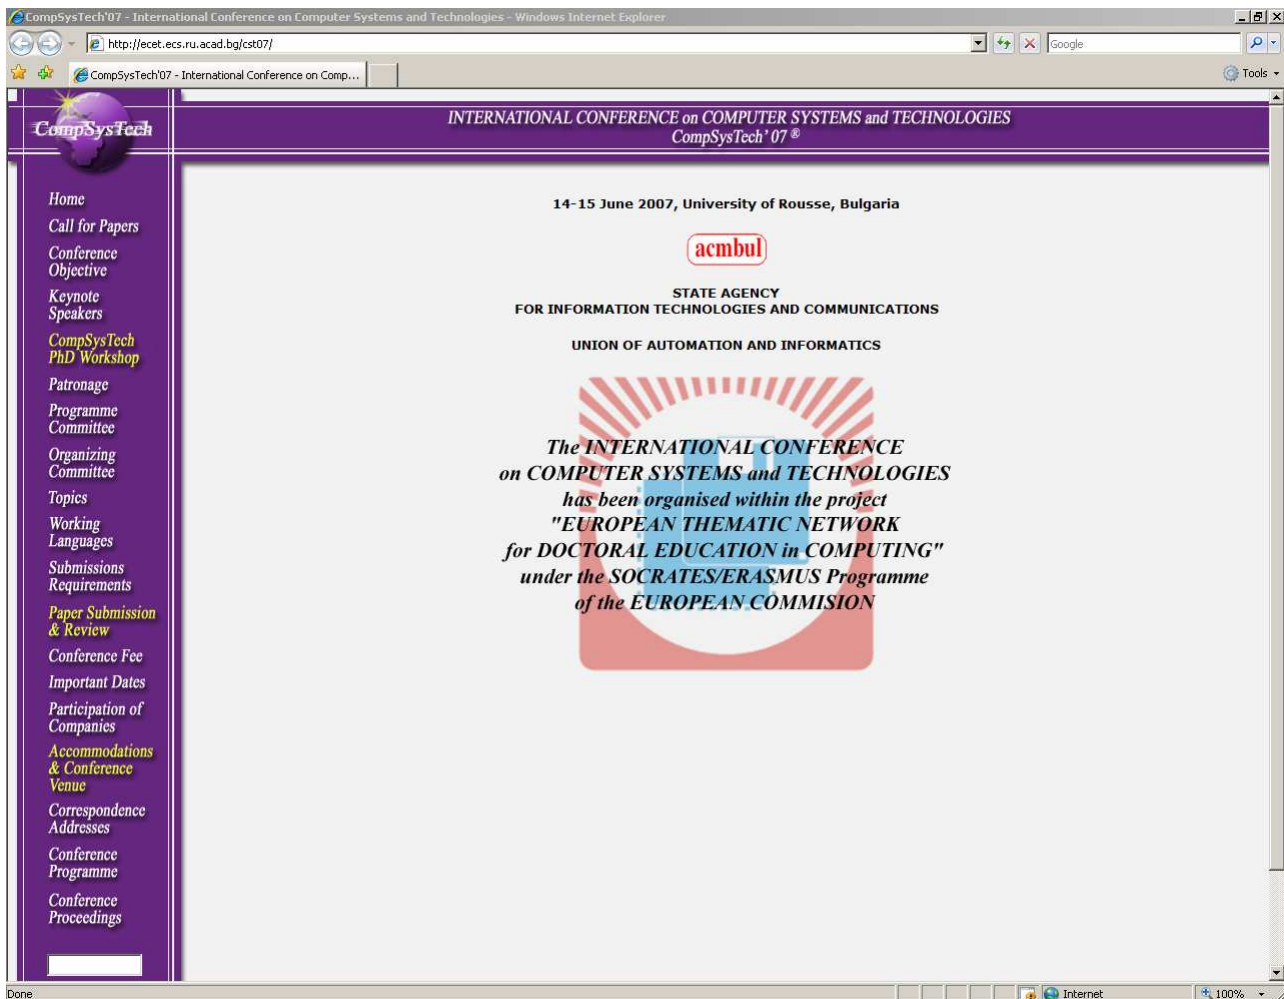 CompSysTech'07 - International Conference on Computer Systems and Technologies - Windows Internet Explorer
http://ecet.ecs.ru.acad.bg/cst07/
Google
CompSysTech'07 - International Conference on Comp...
Tools
CompSysTech
INTERNATIONAL CONFERENCE on COMPUTER SYSTEMS and TECHNOLOGIES
CompSysTech' 07 ®
Home
Call for Papers
Conference
Objective
Keynote
Speakers
CompSysTech
PhD Workshop
Patronage
Programme
Committee
Organizing
Committee
Topics
Working
Languages
Submissions
Requirements
Paper Submission
& Review
Conference Fee
Important Dates
Participation of
Companies
Accommodations
& Conference
Venue
Correspondence
Addresses
Conference
Programme
Conference
Proceedings
14-15 June 2007, University of Rousse, Bulgaria
acmbul
STATE AGENCY
FOR INFORMATION TECHNOLOGIES AND COMMUNICATIONS
UNION OF AUTOMATION AND INFORMATICS
The INTERNATIONAL CONFERENCE
on COMPUTER SYSTEMS and TECHNOLOGIES
has been organised within the project
"EUROPEAN THEMATIC NETWORK
for DOCTORAL EDUCATION in COMPUTING"
under the SOCRATES/ERASMUS Programme
of the EUROPEAN COMMISION
Done
Internet
100%